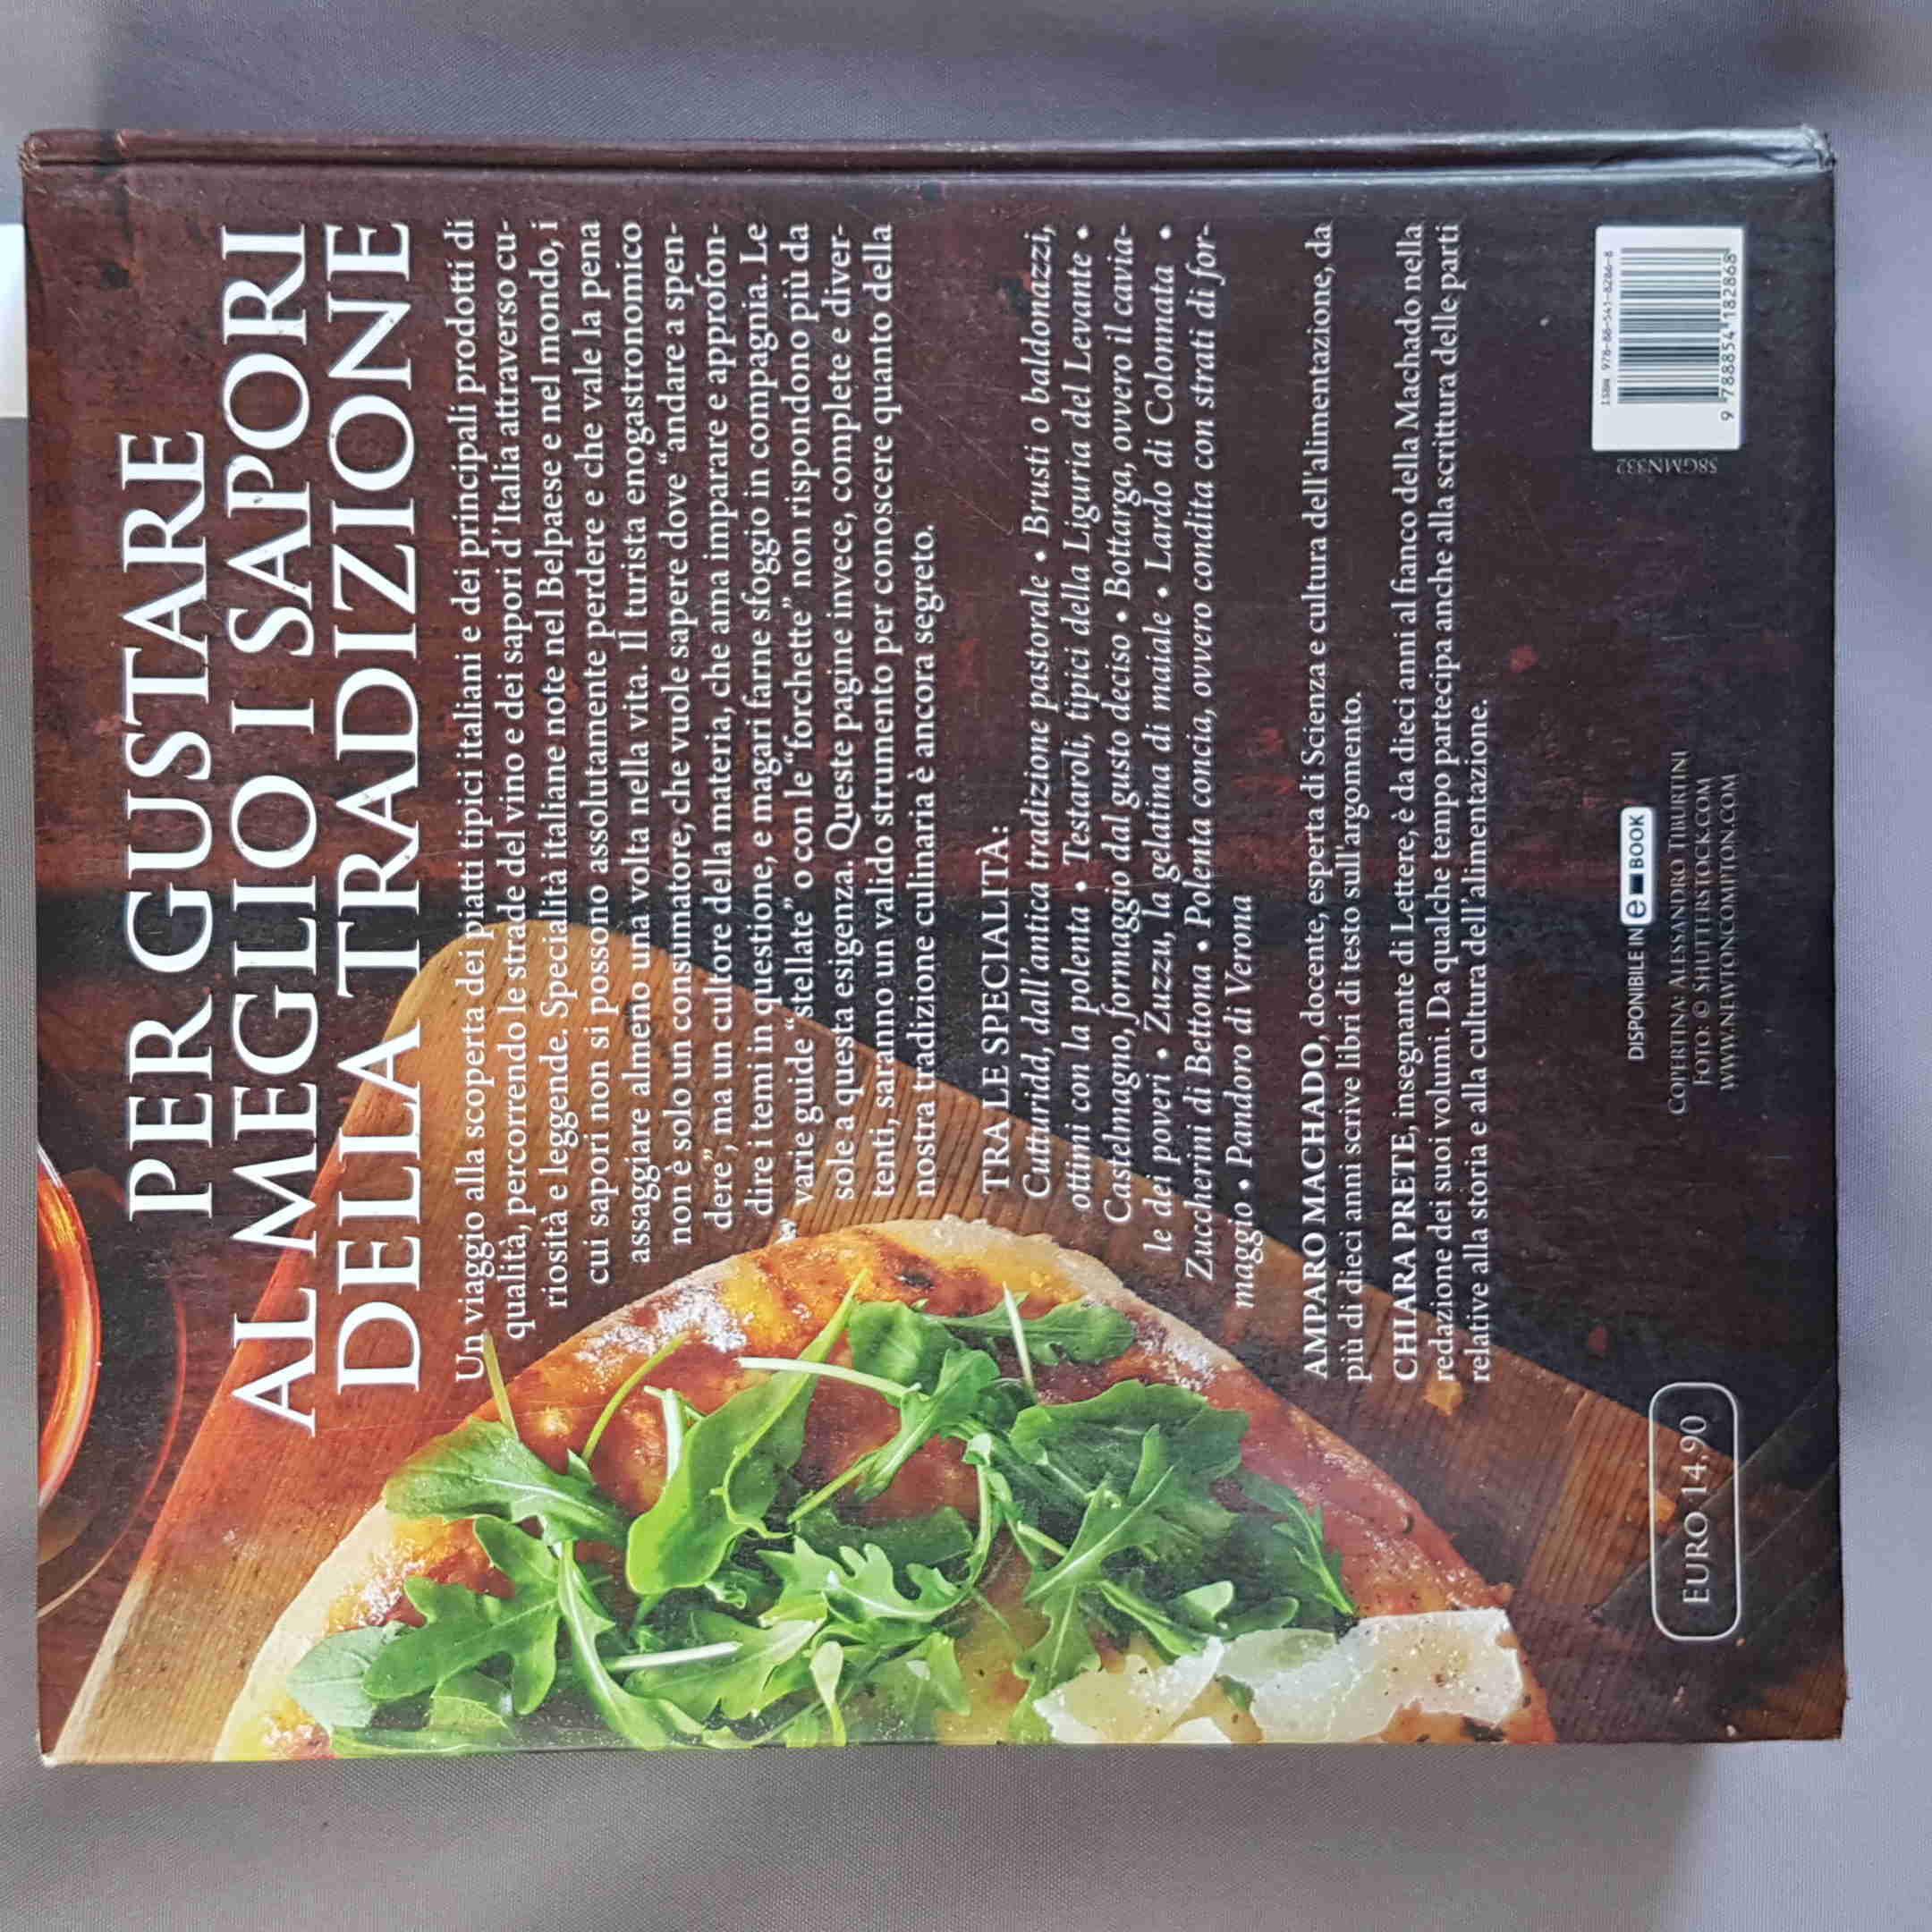 PER GUSTARE
AL MEGLIO I SAPORI
DELLA TRADIZIONE
Un viaggio alla scoperta dei piatti tipici italiani e dei principali prodotti di
qualità, percorrendo le strade del vino e dei sapori d'Italia attraverso cu-
riosità e leggende. Specialità italiane note nel Belpaese e nel mondo, i
cui sapori non si possono assolutamente perdere e che vale la pena
assaggiare almeno una volta nella vita. Il turista enogastronomico
non è solo un consumatore, che vuole sapere dove "andare a spen-
dere", ma un cultore della materia, che ama imparare e approfon-
dire i temi in questione, e magari farne sfoggio in compagnia. Le
varie guide "stellate" o con le "forchette" non rispondono più da
sole a questa esigenza. Queste pagine invece, complete e diver-
tenti, saranno un valido strumento per conoscere quanto della
nostra tradizione culinaria è ancora segreto.
TRA LE SPECIALITÀ:
Cutturidd, dall'antica tradizione pastorale • Brusti o baldonazzi,
ottimi con la polenta • Testaroli, tipici della Liguria del Levante •
Castelmagno, formaggio dal gusto deciso • Bottarga, ovvero il cavia-
le dei poveri • Zuzzu, la gelatina di maiale • Lardo di Colonnata •
Zuccherini di Bettona • Polenta concia, ovvero condita con strati di for-
maggio • Pandoro di Verona
AMPARO MACHADO, docente, esperta di Scienza e cultura dell'alimentazione, da
più di dieci anni scrive libri di testo sull'argomento.
CHIARA PRETE, insegnante di Lettere, è da dieci anni al fianco della Machado nella
redazione dei suoi volumi. Da qualche tempo partecipa anche alla scrittura delle parti
relative alla storia e alla cultura dell'alimentazione.
EURO 14,90
DISPONIBILE IN e-BOOK
COPERTINA: ALESSANDRO TIBURTINI
FOTO: © SHUTTERSTOCK.COM
WWW.NEWTONCOMPTON.COM
58GMN332
ISBN 978-88-541-8286-8
9 788854 182868